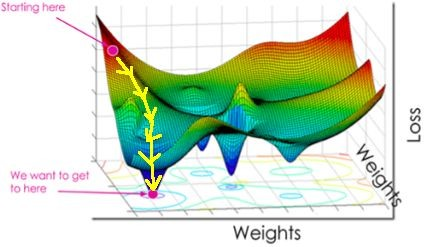 Starting here
We want to get
to here
Loss
Weights
Weights